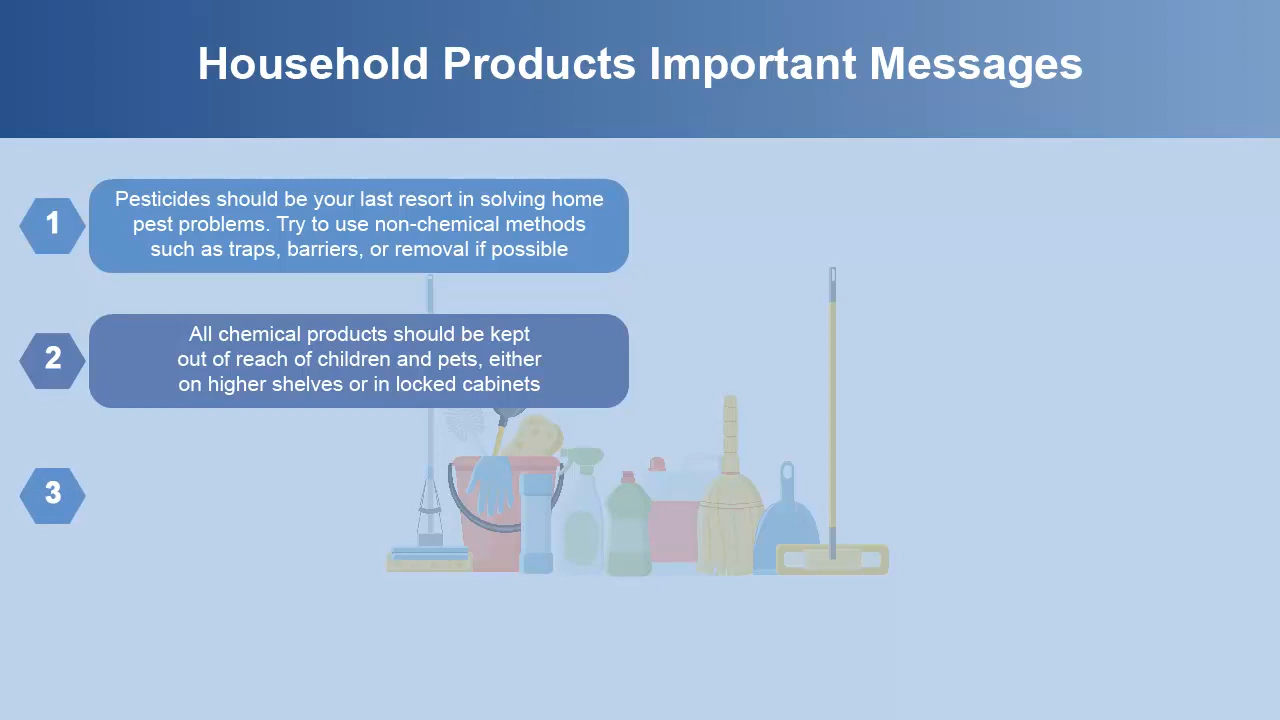 Household Products Important Messages
1
Pesticides should be your last resort in solving home
pest problems. Try to use non-chemical methods
such as traps, barriers, or removal if possible
2
All chemical products should be kept
out of reach of children and pets, either
on higher shelves or in locked cabinets
3